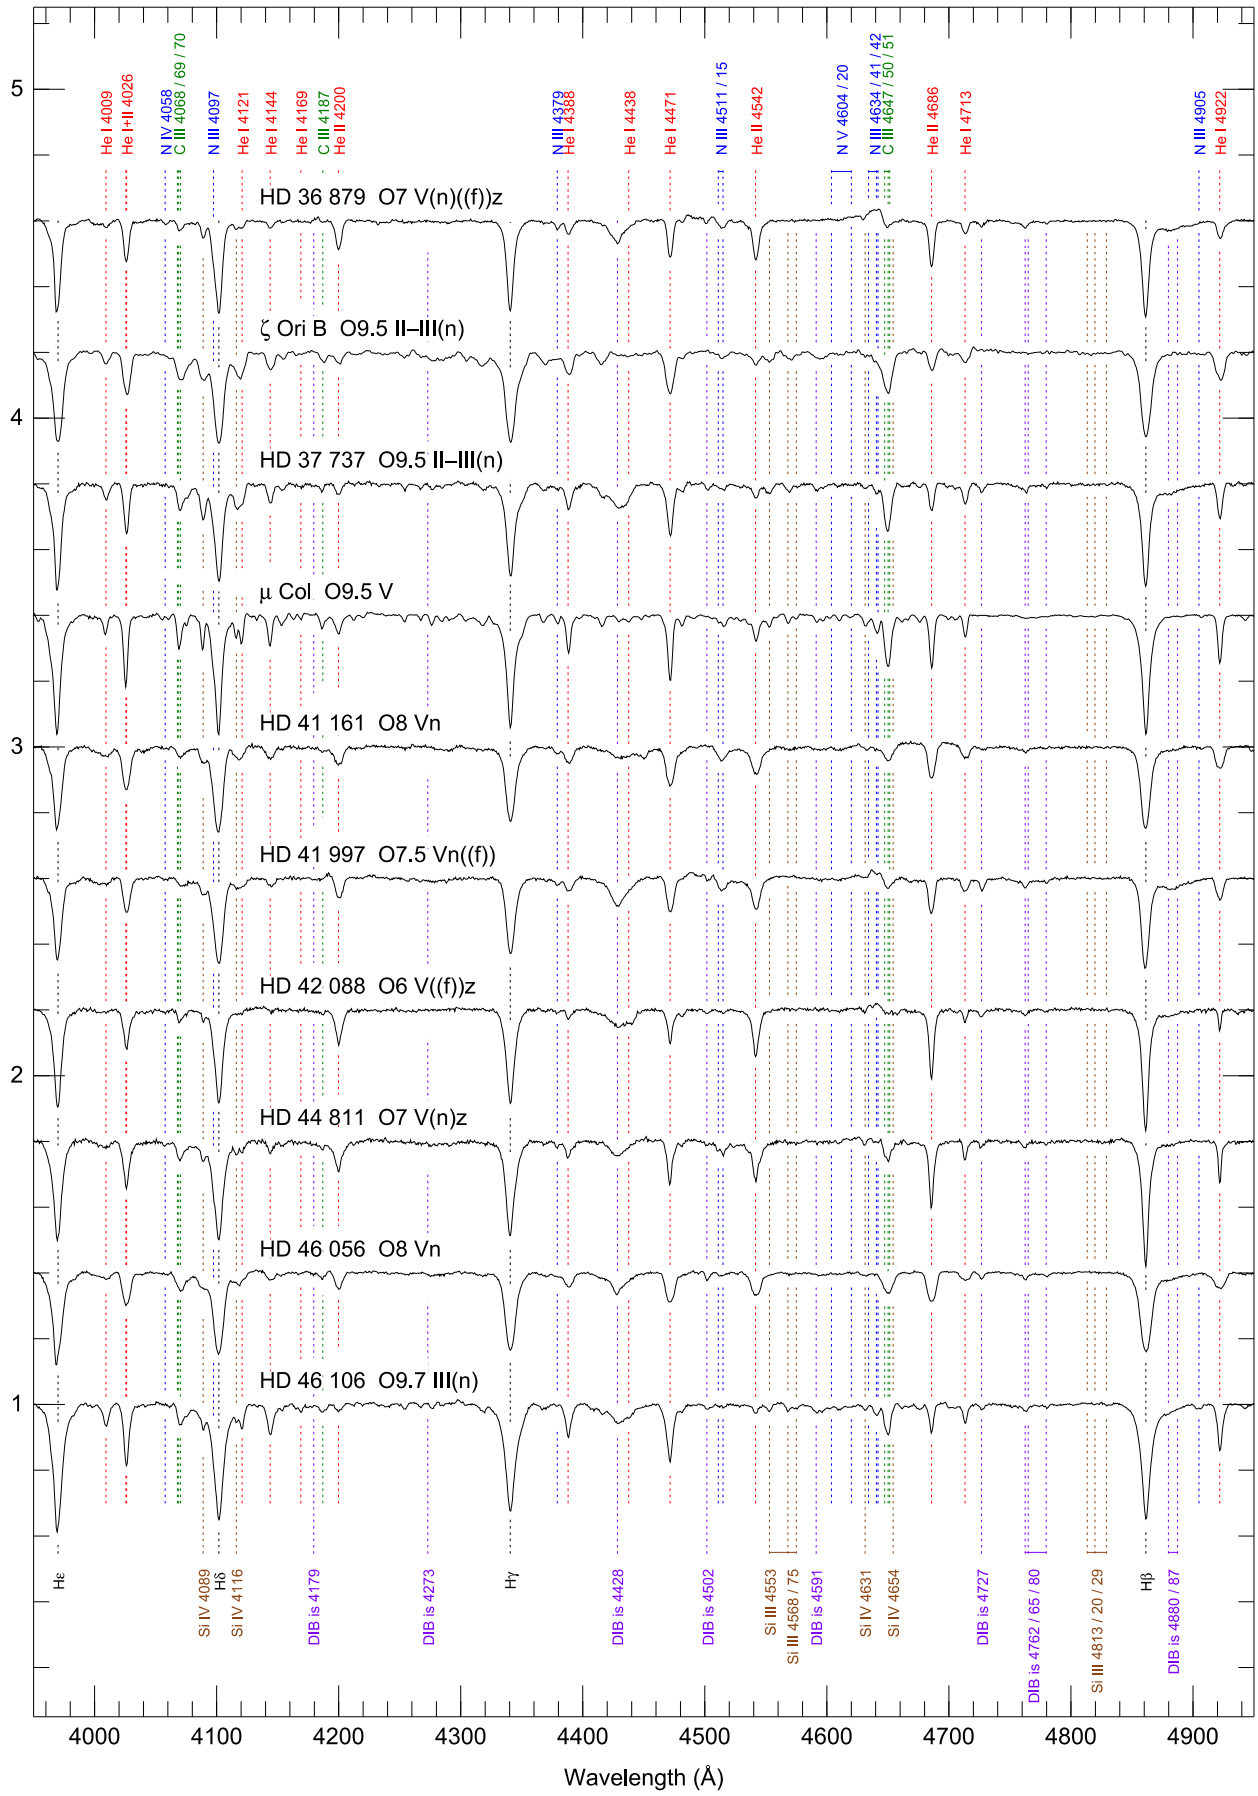 He I 4009
He I+II 4026
N IV 4058
C III 4068 / 69 / 70
N III 4097
He I 4121
He I 4144
He I 4169
C III 4187
He II 4200
N III 4379
He I 4388
He I 4438
He I 4471
N III 4511 / 15
He II 4542
N V 4604 / 20
N III 4634 / 41 / 42
C III 4647 / 50 / 51
He II 4686
He I 4713
N III 4905
He I 4922
5
HD 36 879 O7 V(n)((f))z
ζ Ori B O9.5 II–III(n)
4
HD 37 737 O9.5 II–III(n)
μ Col O9.5 V
HD 41 161 O8 Vn
3
HD 41 997 O7.5 Vn((f))
HD 42 088 O6 V((f))z
2
HD 44 811 O7 V(n)z
HD 46 056 O8 Vn
HD 46 106 O9.7 III(n)
1
Hε
Si IV 4089
Hδ
Si IV 4116
DIB is 4179
DIB is 4273
Hγ
DIB is 4428
DIB is 4502
Si III 4553
Si III 4568 / 75
DIB is 4591
Si IV 4631
Si IV 4654
DIB is 4727
DIB is 4762 / 65 / 80
Si III 4813 / 20 / 29
Hβ
DIB is 4880 / 87
4000 4100 4200 4300 4400 4500 4600 4700 4800 4900
Wavelength (Å)